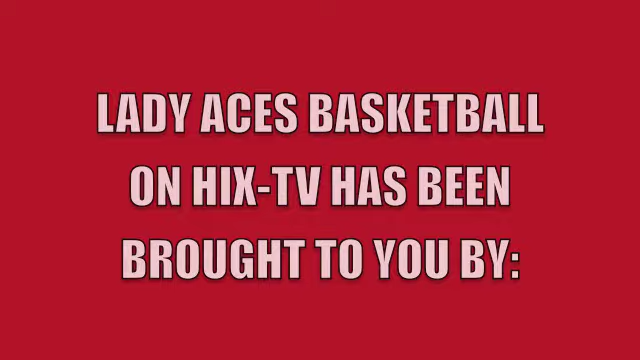 LADY ACES BASKETBALL
ON HIX-TV HAS BEEN
BROUGHT TO YOU BY: